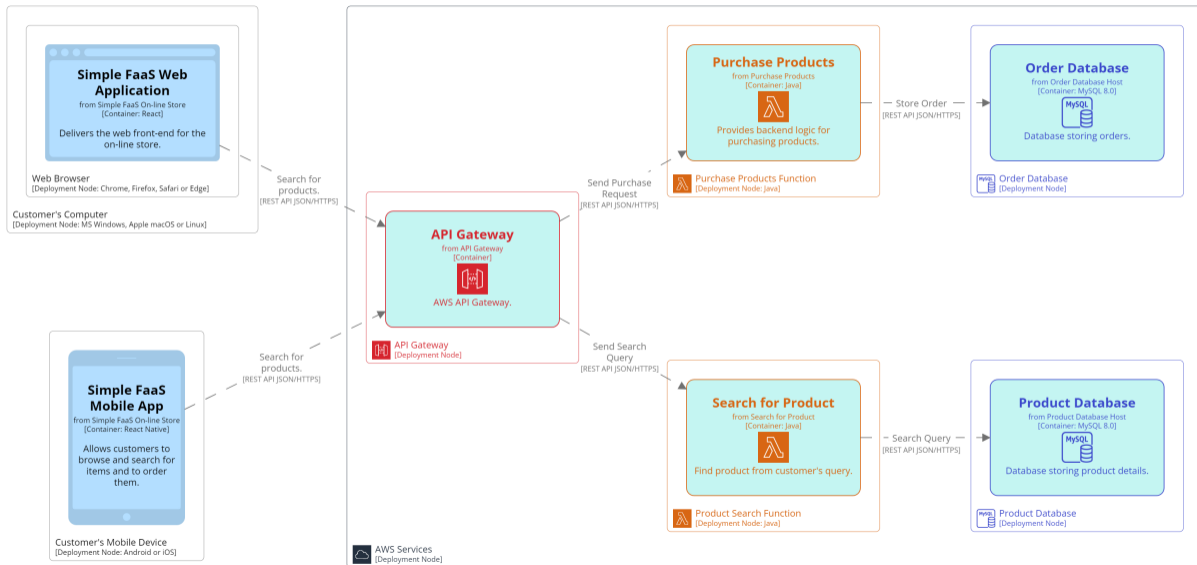 Simple FaaS Web
Application
from Simple FaaS On-line Store
[Container: React]
Delivers the web front-end for the
on-line store.
Web Browser
[Deployment Node: Chrome, Firefox, Safari or Edge]
Customer's Computer
[Deployment Node: MS Windows, Apple macOS or Linux]
Search for
products.
[REST API JSON/HTTPS]
Simple FaaS
Mobile App
from Simple FaaS On-line Store
[Container: React Native]
Allows customers to
browse and search for
items and to order
them.
Customer's Mobile Device
[Deployment Node: Android or iOS]
Search for
products.
[REST API JSON/HTTPS]
API Gateway
from API Gateway
[Container]
AWS API Gateway.
API Gateway
[Deployment Node]
Send Purchase
Request
[REST API JSON/HTTPS]
Send Search
Query
[REST API JSON/HTTPS]
Purchase Products
from Purchase Products
[Container: Java]
Provides backend logic for
purchasing products.
Purchase Products Function
[Deployment Node: Java]
Store Order
[REST API JSON/HTTPS]
Order Database
from Order Database Host
[Container: MySQL 8.0]
MySQL
Database storing orders.
MySQL
Order Database
[Deployment Node]
Search for Product
from Search for Product
[Container: Java]
Find product from customer's query.
Product Search Function
[Deployment Node: Java]
Search Query
[REST API JSON/HTTPS]
Product Database
from Product Database Host
[Container: MySQL 8.0]
MySQL
Database storing product details.
MySQL
Product Database
[Deployment Node]
AWS Services
[Deployment Node]